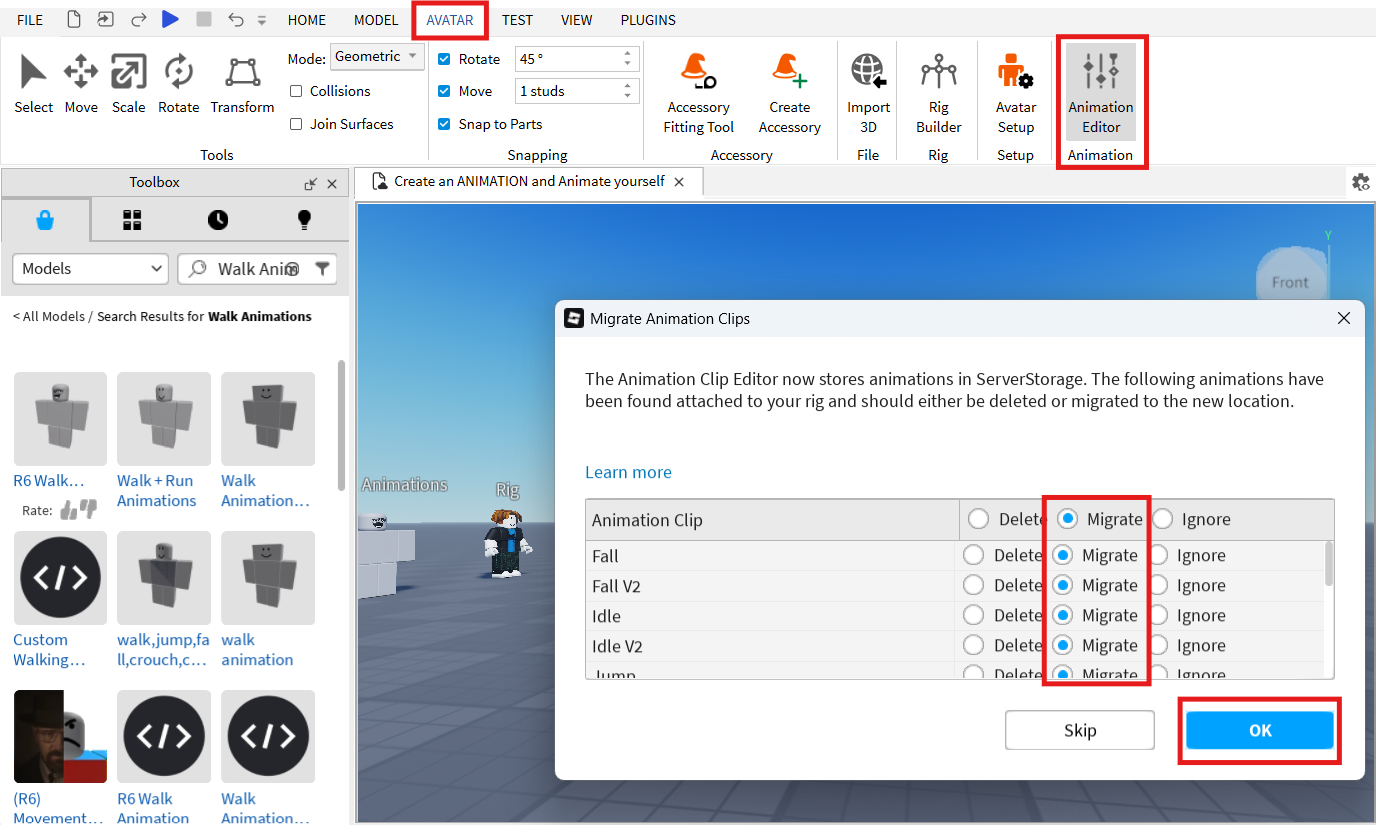 FILE HOME MODEL AVATAR TEST VIEW PLUGINS
Select Move Scale Rotate Transform
Mode: Geometric
Collisions
Join Surfaces
Tools
Rotate 45 °
Move 1 studs
Snap to Parts
Snapping
Accessory
Fitting Tool
Create
Accessory
Accessory
Import
3D
File
Rig
Builder
Rig
Avatar
Setup
Setup
Animation
Editor
Animation
Toolbox
Create an ANIMATION and Animate yourself
Models
Walk Anim
< All Models / Search Results for Walk Animations
R6 Walk...
Rate:
Walk + Run
Animations
Walk
Animation...
Custom
Walking...
walk,jump,fa
ll,crouch,c...
walk
animation
(R6)
Movement...
R6 Walk
Animation
Walk
Animation...
Y
Front
Animations
Rig
Migrate Animation Clips
The Animation Clip Editor now stores animations in ServerStorage. The following animations have
been found attached to your rig and should either be deleted or migrated to the new location.
Learn more
Animation Clip Delete Migrate Ignore
Fall Delete Migrate Ignore
Fall V2 Delete Migrate Ignore
Idle Delete Migrate Ignore
Idle V2 Delete Migrate Ignore
Jump Delete Migrate Ignore
Skip OK